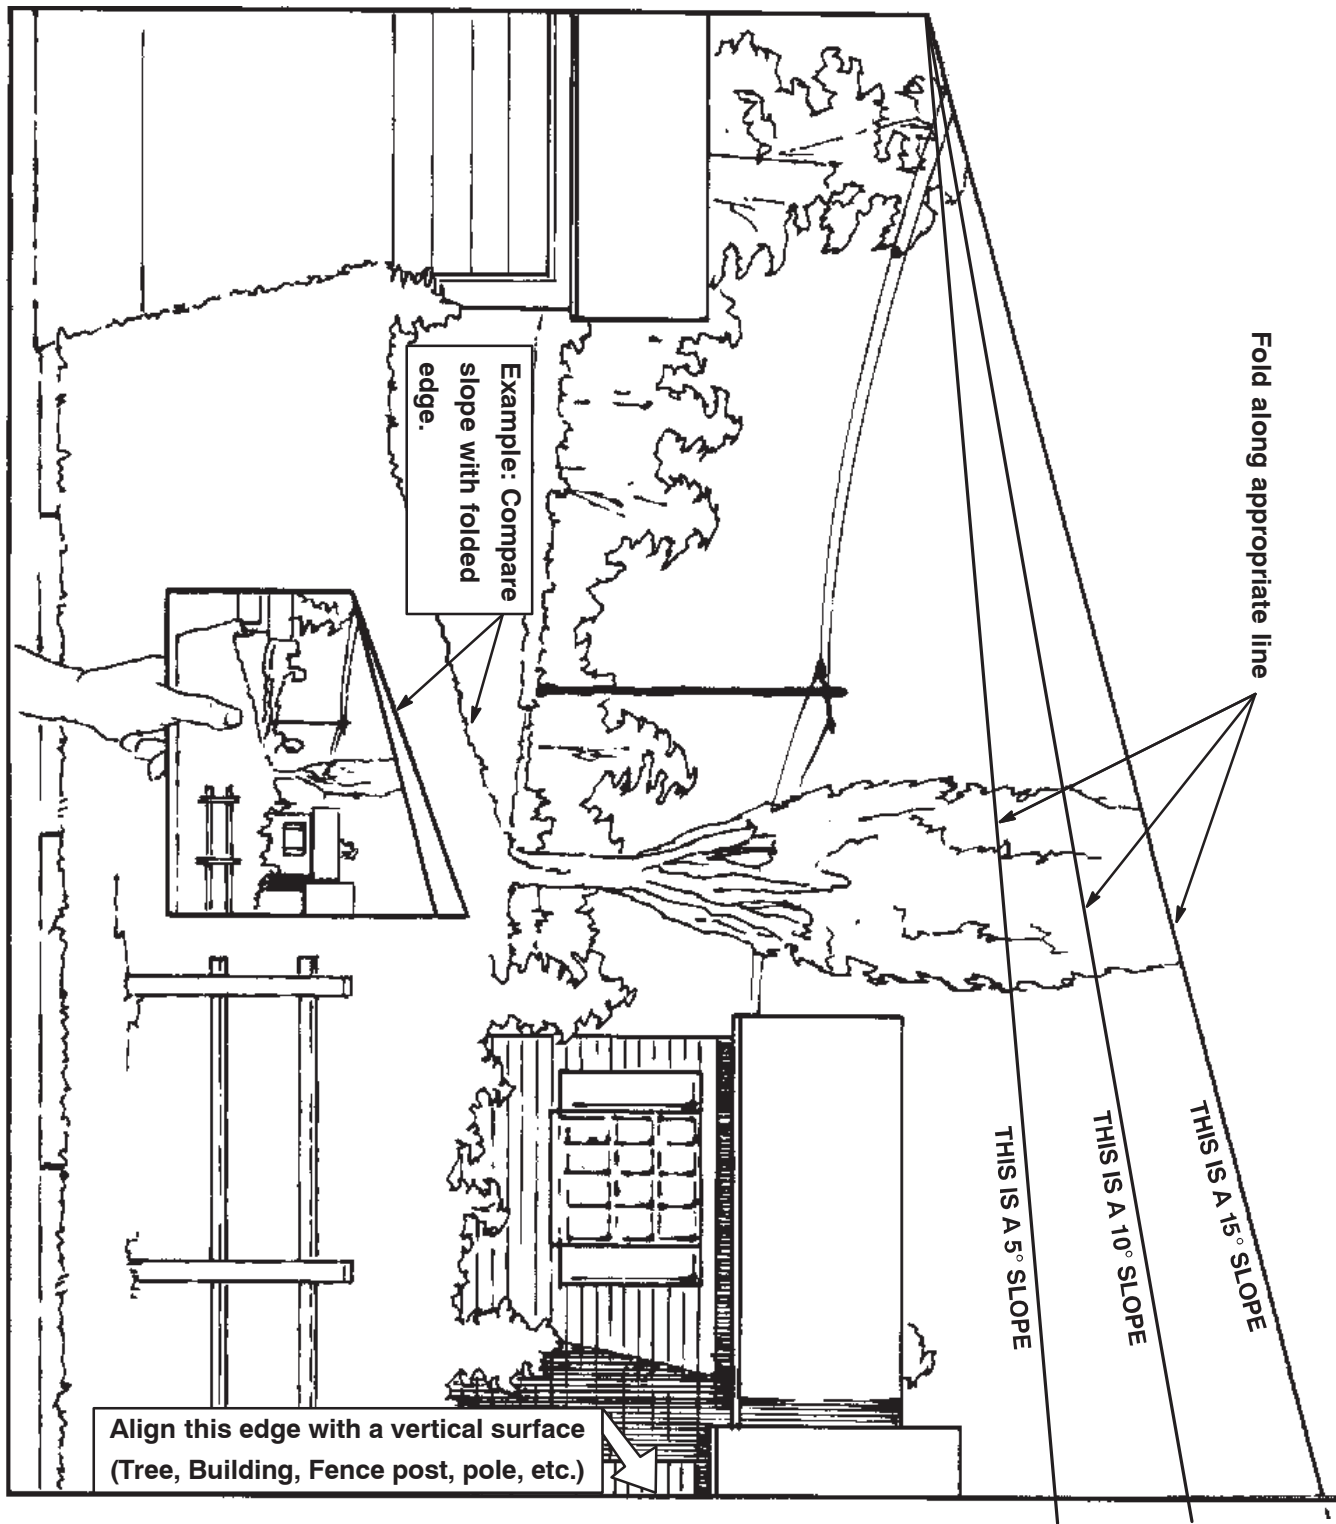 Fold along appropriate line
Example: Compare
slope with folded
edge.
THIS IS A 15° SLOPE
THIS IS A 10° SLOPE
THIS IS A 5° SLOPE
Align this edge with a vertical surface
(Tree, Building, Fence post, pole, etc.)